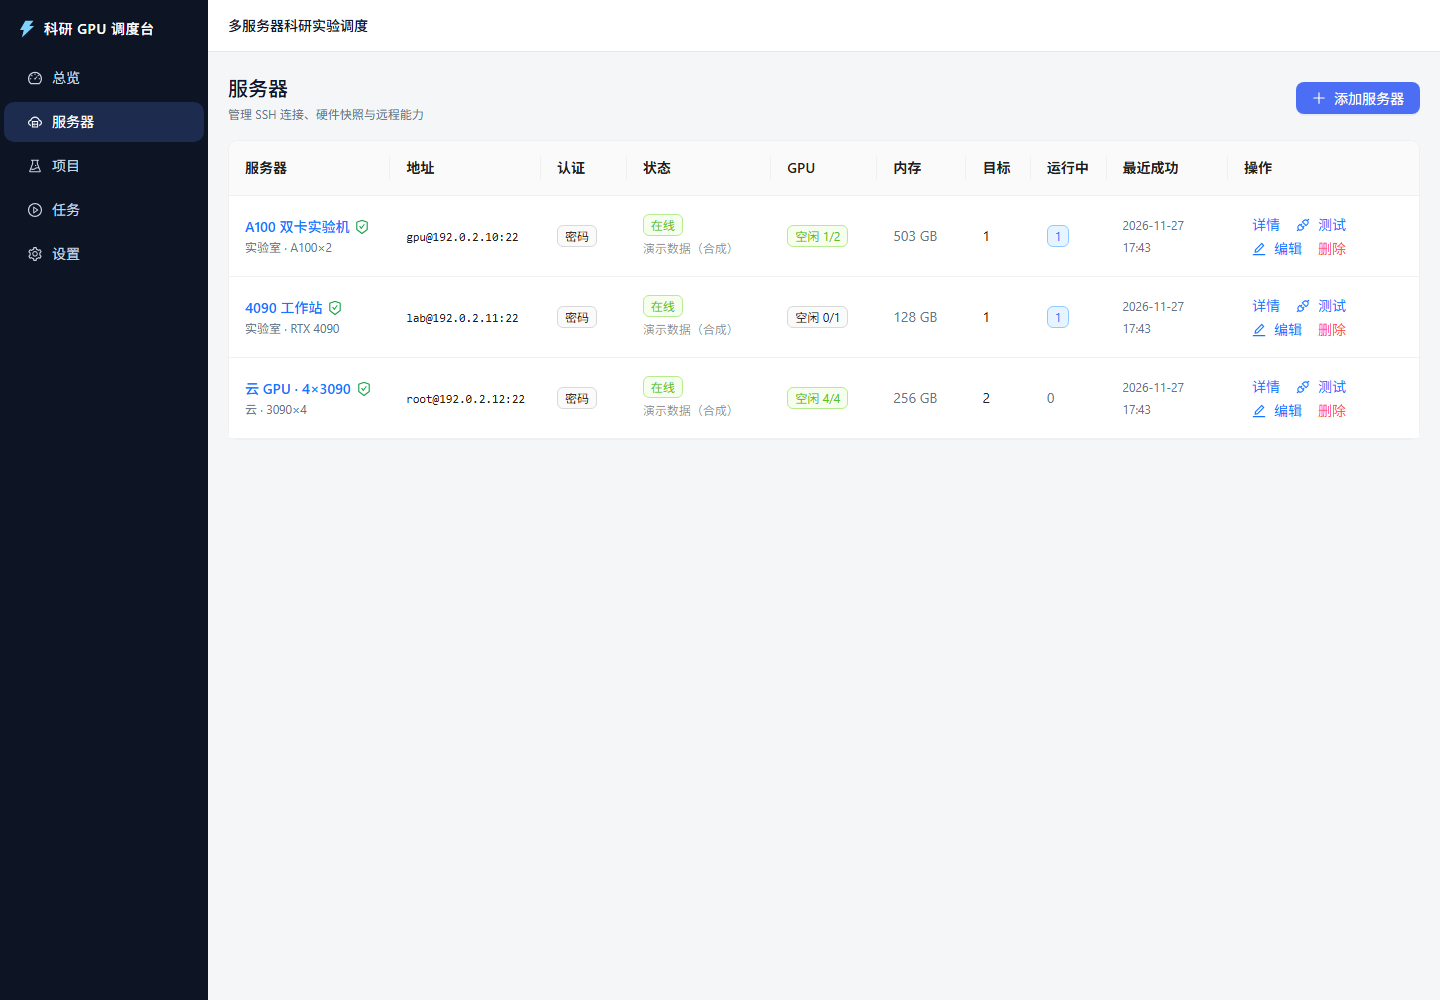 科研 GPU 调度台
总览
服务器
项目
任务
设置
多服务器科研实验调度
服务器
管理 SSH 连接、硬件快照与远程能力
添加服务器
服务器 地址 认证 状态 GPU 内存 目标 运行中 最近成功 操作
A100 双卡实验机
实验室 · A100×2
gpu@192.0.2.10:22
密码
在线
演示数据（合成）
空闲 1/2
503 GB
1
1
2026-11-27
17:43
详情 测试
编辑 删除
4090 工作站
实验室 · RTX 4090
lab@192.0.2.11:22
密码
在线
演示数据（合成）
空闲 0/1
128 GB
1
1
2026-11-27
17:43
详情 测试
编辑 删除
云 GPU · 4×3090
云 · 3090×4
root@192.0.2.12:22
密码
在线
演示数据（合成）
空闲 4/4
256 GB
2
0
2026-11-27
17:43
详情 测试
编辑 删除